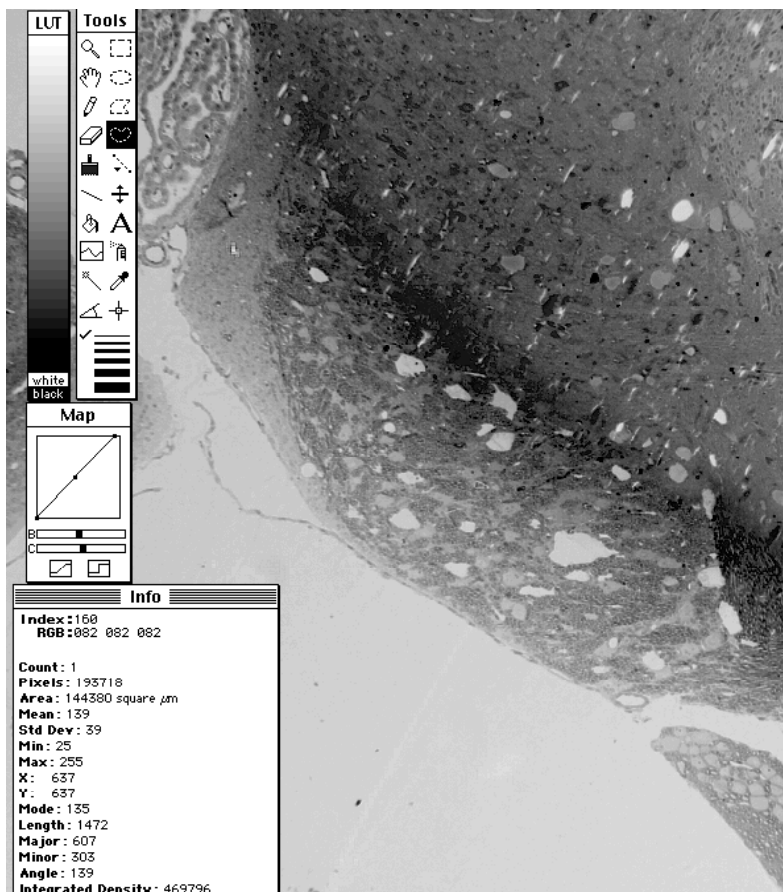 LUT
Tools
A
white
black
Map
B
C
Info
Index:160
RGB:082 082 082
Count: 1
Pixels: 193718
Area: 144380 square µm
Mean: 139
Std Dev: 39
Min: 25
Max: 255
X: 637
Y: 637
Mode: 135
Length: 1472
Major: 607
Minor: 303
Angle: 139
Integrated Density: 469796